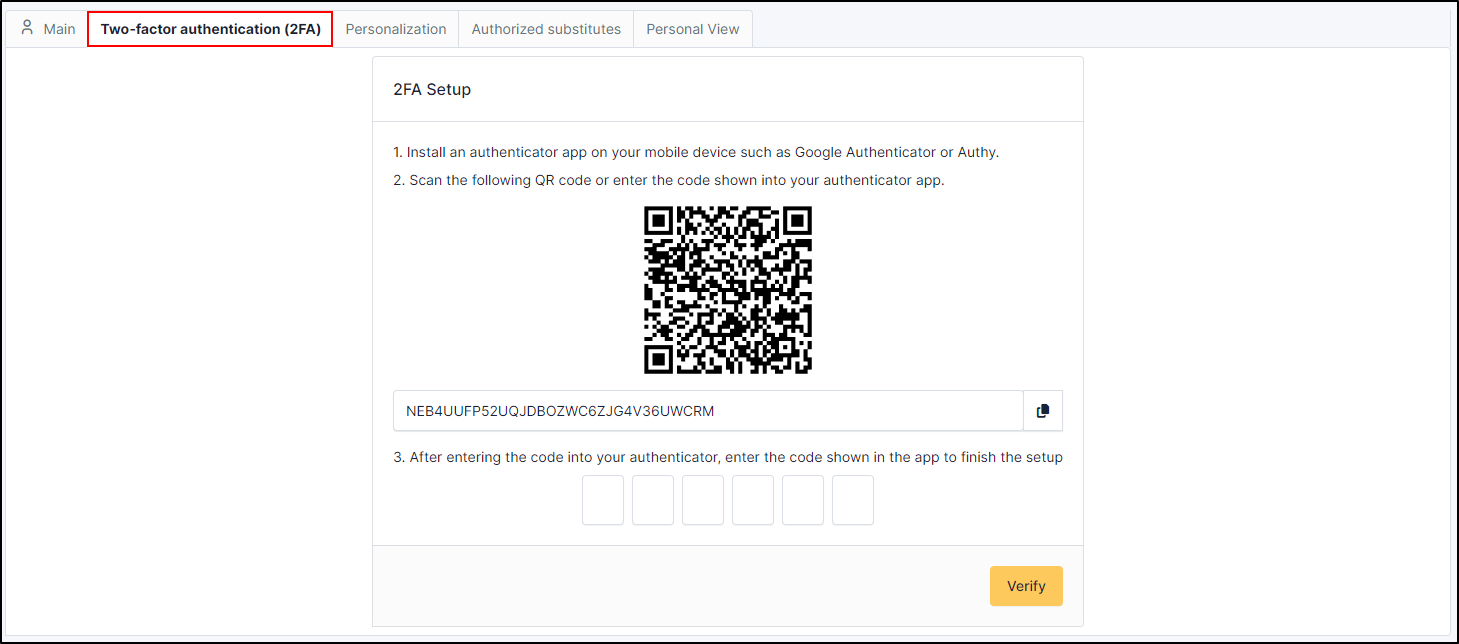 Main
Two-factor authentication (2FA)
Personalization
Authorized substitutes
Personal View
2FA Setup
1. Install an authenticator app on your mobile device such as Google Authenticator or Authy.
2. Scan the following QR code or enter the code shown into your authenticator app.
NEB4UUFP52UQJDBOZWC6ZJG4V36UWCRM
3. After entering the code into your authenticator, enter the code shown in the app to finish the setup
Verify